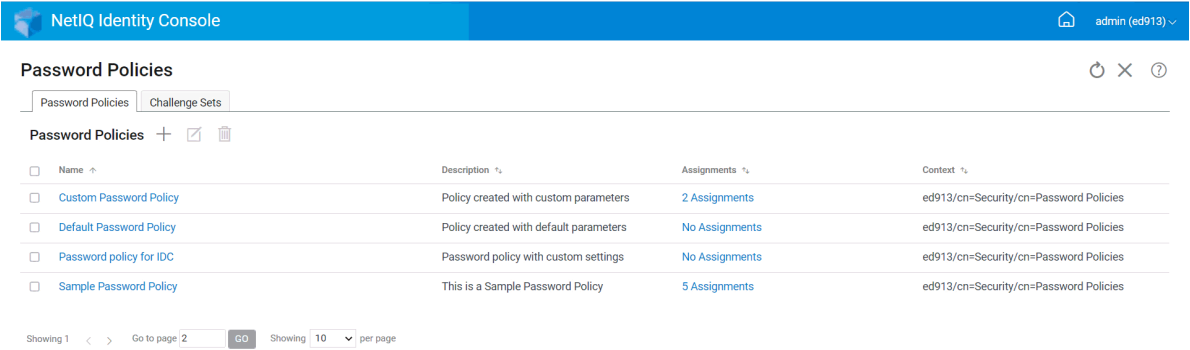 NetIQ Identity Console admin (ed913)
Password Policies
Password Policies Challenge Sets
Password Policies
Name Description Assignments Context
Custom Password Policy Policy created with custom parameters 2 Assignments ed913/cn=Security/cn=Password Policies
Default Password Policy Policy created with default parameters No Assignments ed913/cn=Security/cn=Password Policies
Password policy for IDC Password policy with custom settings No Assignments ed913/cn=Security/cn=Password Policies
Sample Password Policy This is a Sample Password Policy 5 Assignments ed913/cn=Security/cn=Password Policies
Showing 1 Go to page 2 GO Showing 10 per page